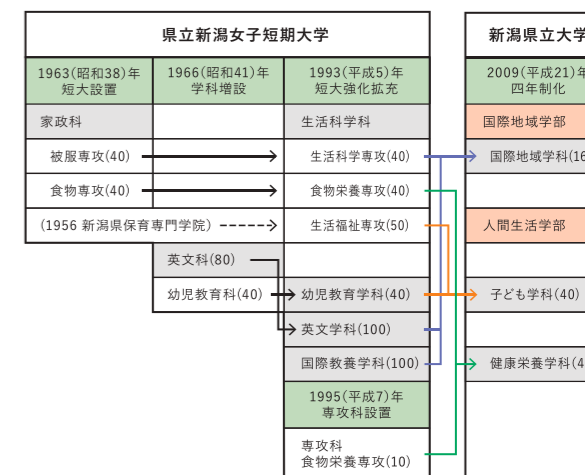 県立新潟女子短期大学
新潟県立大学
1963(昭和38)年
短大設置
1966(昭和41)年
学科増設
1993(平成5)年
短大強化拡充
2009(平成21)年
四年制化
家政科
生活科学科
国際地域学部
被服専攻(40)
生活科学専攻(40)
国際地域学科(16
食物専攻(40)
食物栄養専攻(40)
(1956 新潟県保育専門学院)
生活福祉専攻(50)
人間生活学部
英文科(80)
幼児教育科(40)
幼児教育学科(40)
子ども学科(40)
英文学科(100)
国際教養学科(100)
健康栄養学科(4
1995(平成7)年
専攻科設置
専攻科
食物栄養専攻(10)